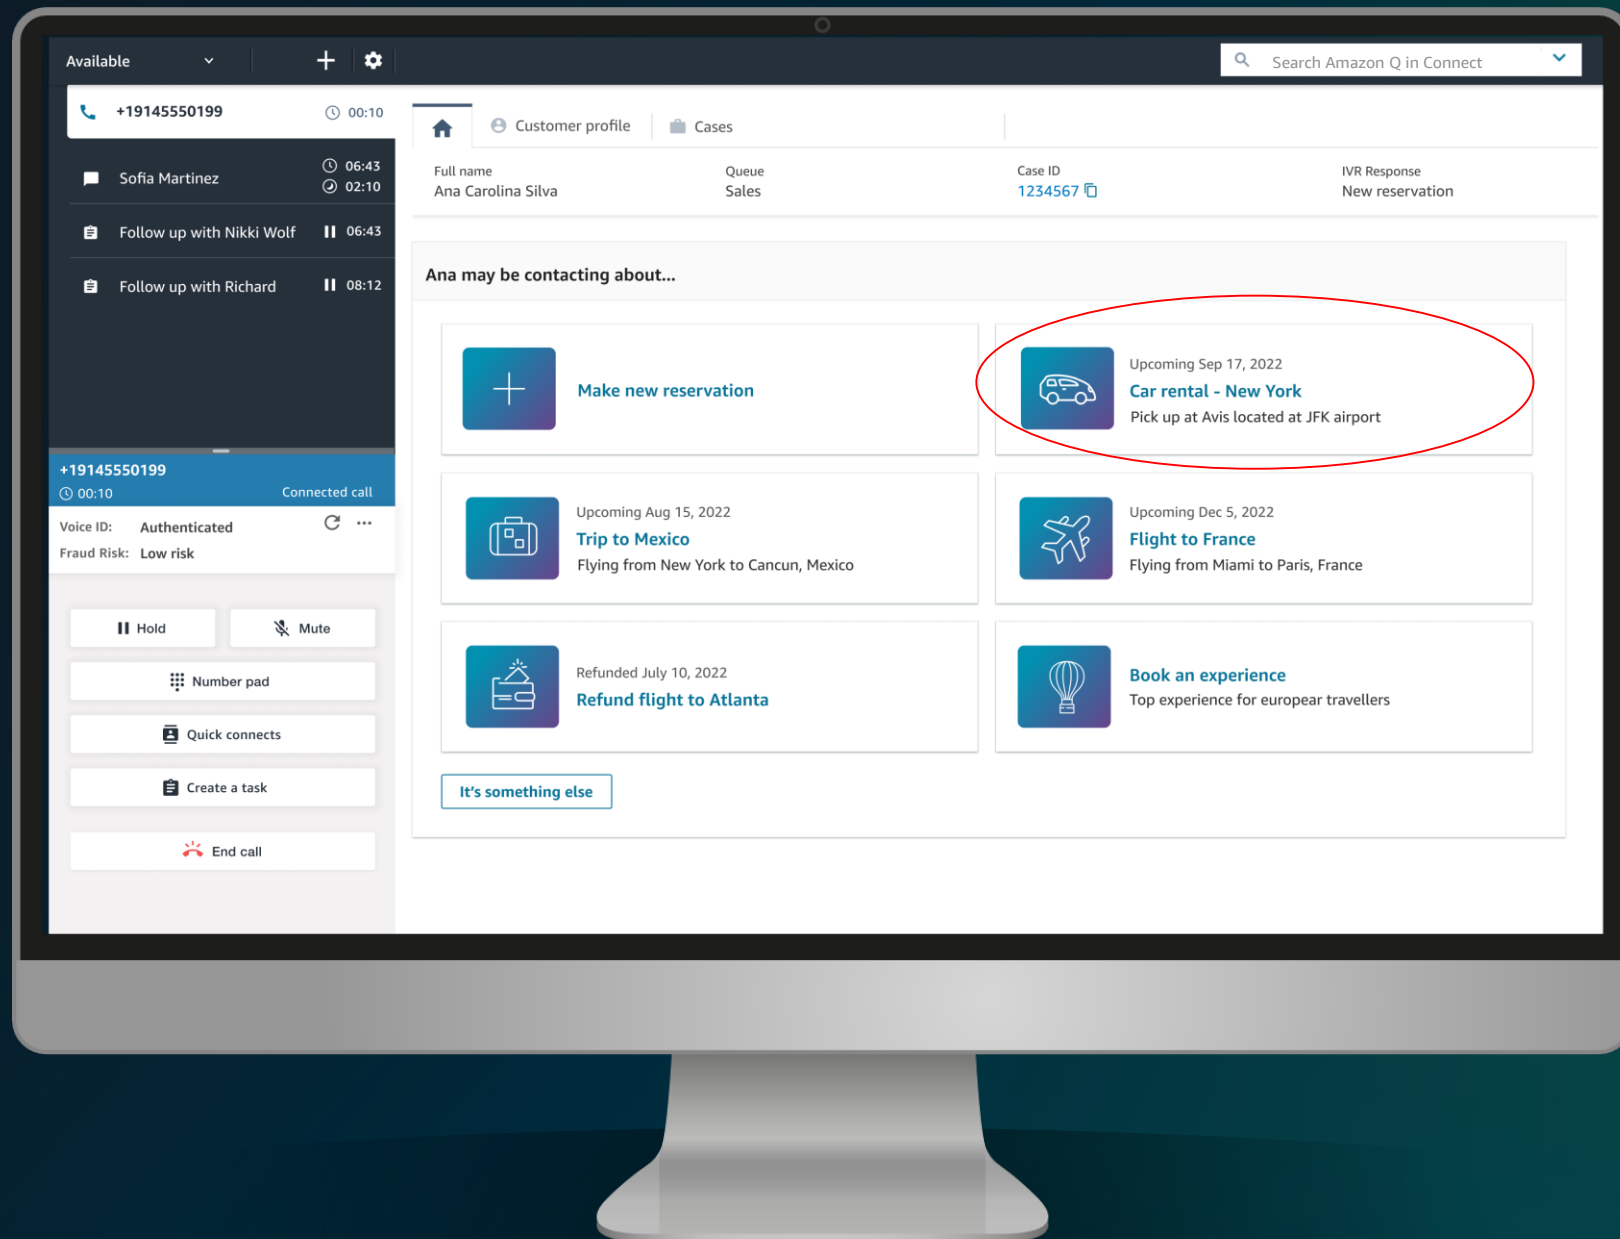 Available
Search Amazon Q in Connect
+19145550199 00:10
Sofia Martinez 06:43
02:10
Follow up with Nikki Wolf 06:43
Follow up with Richard 08:12
+19145550199
00:10 Connected call
Voice ID: Authenticated
Fraud Risk: Low risk
Hold Mute
Number pad
Quick connects
Create a task
End call
Customer profile Cases
Full name Queue Case ID IVR Response
Ana Carolina Silva Sales 1234567 New reservation
Ana may be contacting about...
Make new reservation
Upcoming Sep 17, 2022
Car rental - New York
Pick up at Avis located at JFK airport
Upcoming Aug 15, 2022
Trip to Mexico
Flying from New York to Cancun, Mexico
Upcoming Dec 5, 2022
Flight to France
Flying from Miami to Paris, France
Refunded July 10, 2022
Refund flight to Atlanta
Book an experience
Top experience for europear travellers
It's something else